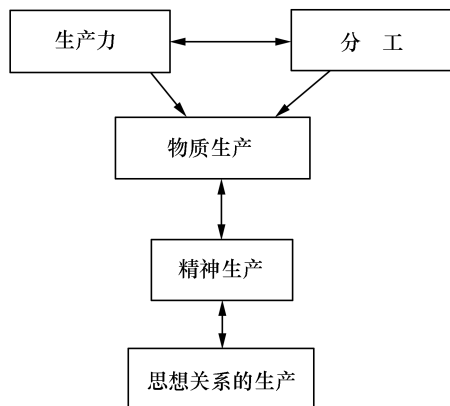 生产力
分 工
物质生产
精神生产
思想关系的生产